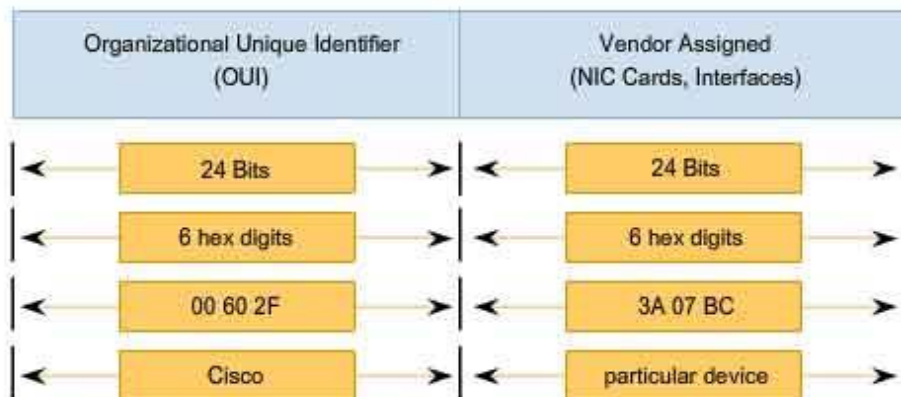 Organizational Unique Identifier
(OUI)
Vendor Assigned
(NIC Cards, Interfaces)
24 Bits
24 Bits
6 hex digits
6 hex digits
00 60 2F
3A 07 BC
Cisco
particular device